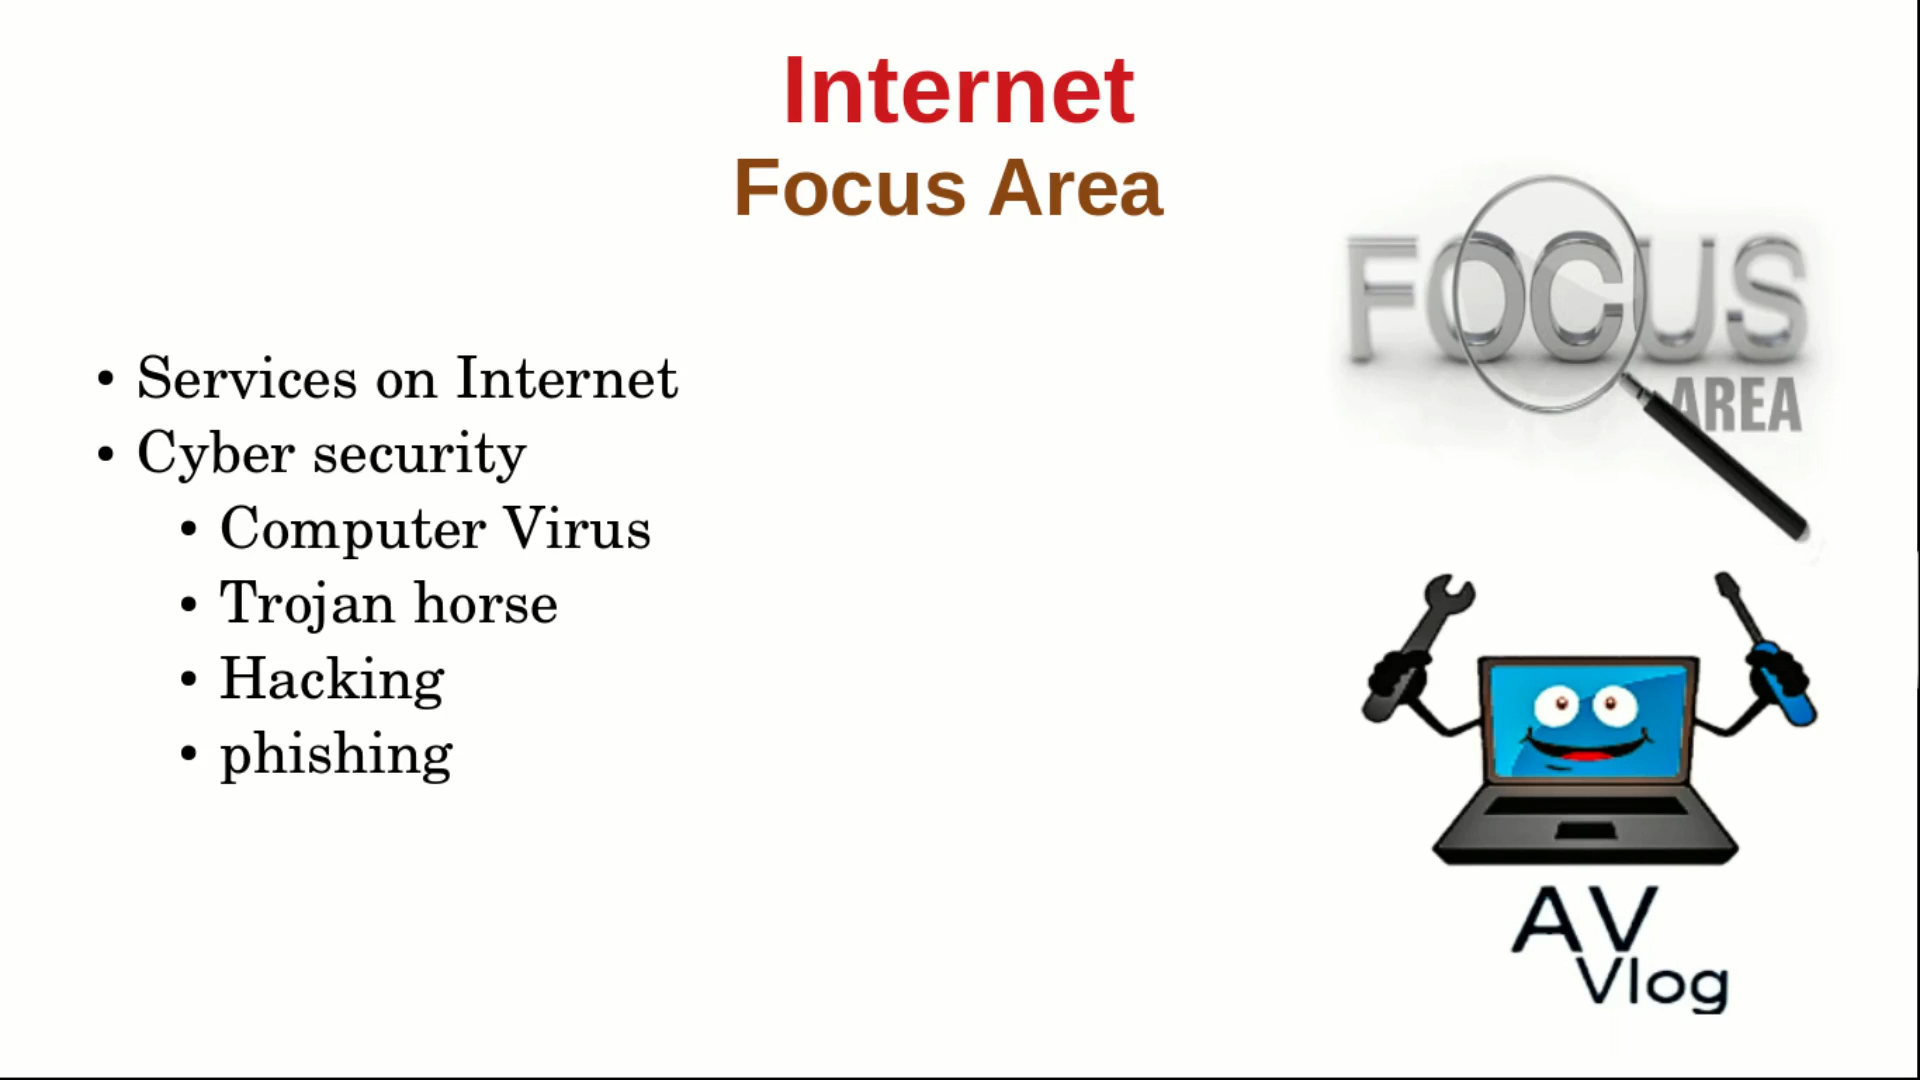 Internet
Focus Area
FOCUS
AREA
• Services on Internet
• Cyber security
• Computer Virus
• Trojan horse
• Hacking
• phishing
AV
Vlog